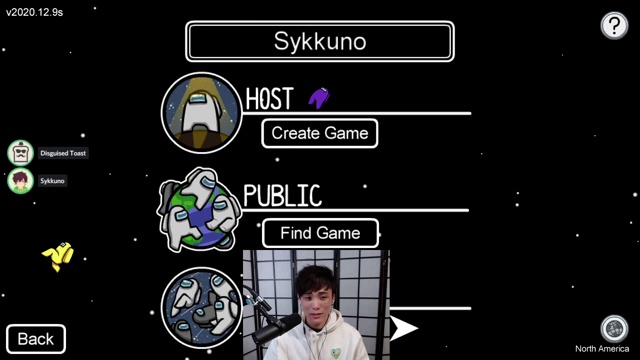 v2020.12.9s
Sykkuno
?
HOST
Create Game
Disguised Toast
Sykkuno
PUBLIC
Find Game
Back
North America